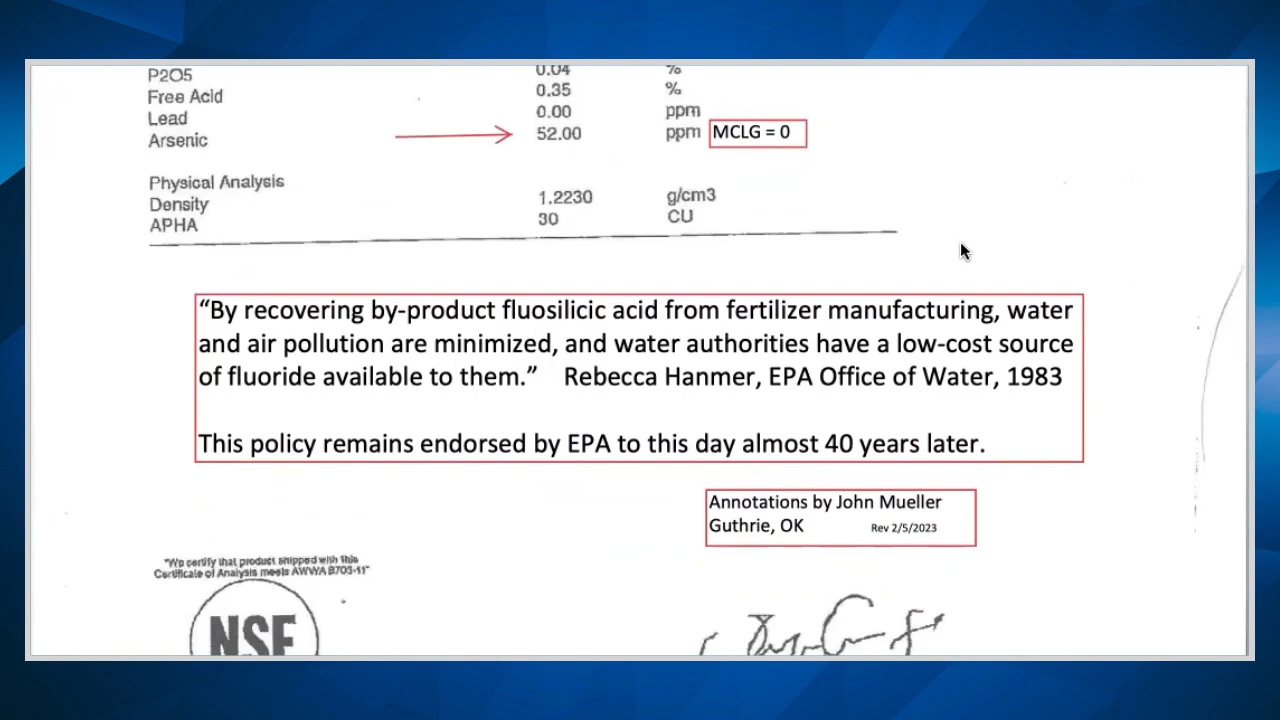 P2O5 0.04 %
Free Acid 0.35 %
Lead 0.00 ppm
Arsenic 52.00 ppm MCLG = 0
Physical Analysis
Density 1.2230 g/cm3
APHA 30 CU
“By recovering by-product fluosilicic acid from fertilizer manufacturing, water
and air pollution are minimized, and water authorities have a low-cost source
of fluoride available to them.” Rebecca Hanmer, EPA Office of Water, 1983
This policy remains endorsed by EPA to this day almost 40 years later.
Annotations by John Mueller
Guthrie, OK Rev 2/5/2023
"We certify that product shipped with this
Certificate of Analysis meets AWWA B703-11"
NSF